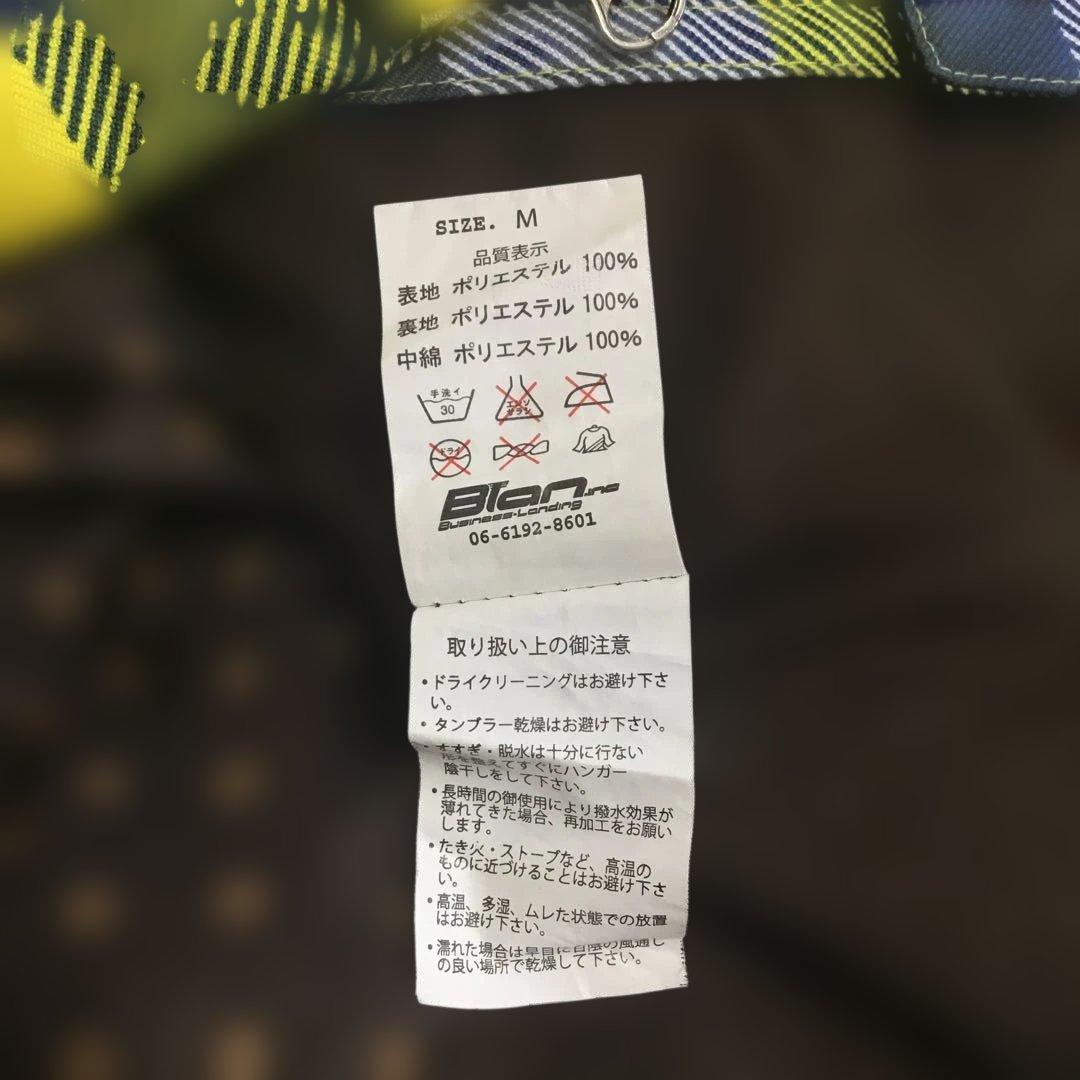 SIZE. M
品質表示
表地 ポリエステル 100%
裏地 ポリエステル 100%
中綿 ポリエステル 100%
手洗イ
30
エンソ
サラシ
ドライ
Bian.inc
Business-Landing
06-6192-8601
取り扱い上の御注意
・ドライクリーニングはお避け下さ
い。
・タンブラー乾燥はお避け下さい。
・すすぎ・脱水は十分に行ない
形を整えてすぐにハンガー
陰干しをして下さい。
・長時間の御使用により撥水効果が
薄れてきた場合、再加工をお願い
します。
・たき火・ストーブなど、高温の
ものに近づけることはお避け下さ
い。
・高温、多湿、ムレた状態での放置
はお避け下さい。
・濡れた場合は早目に日陰の風通し
の良い場所で乾燥して下さい。